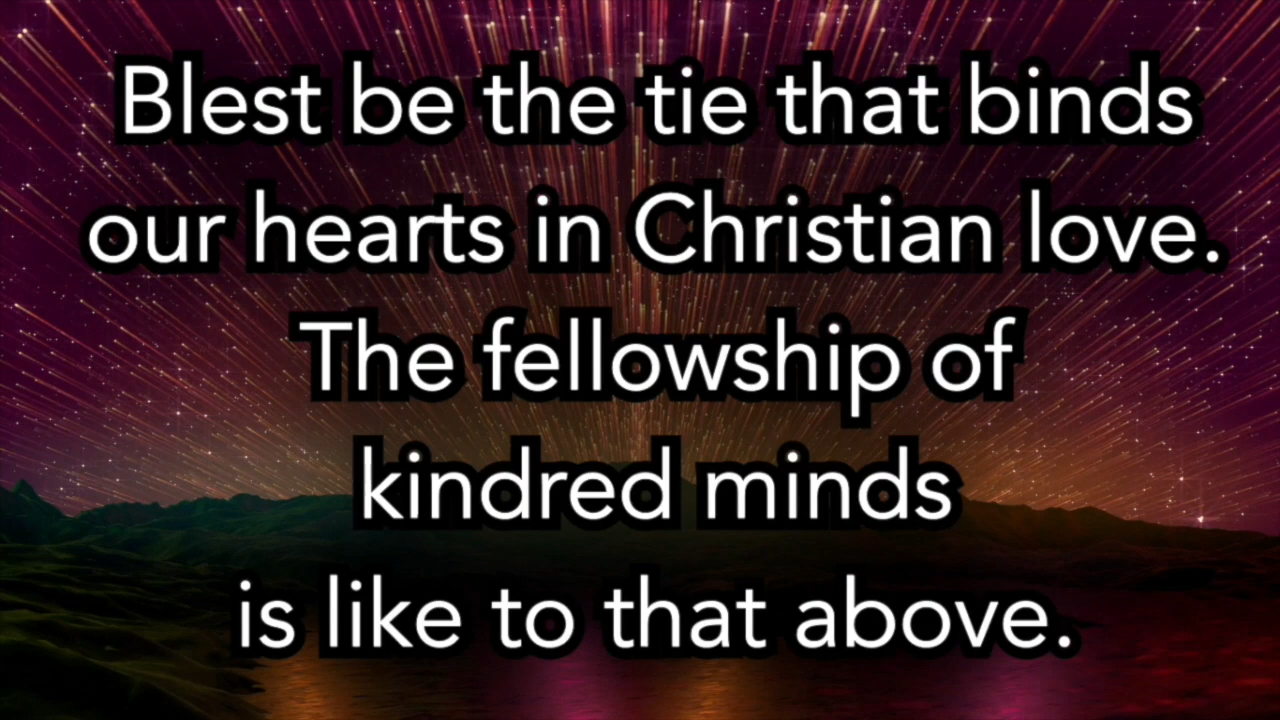 Blest be the tie that binds
our hearts in Christian love.
The fellowship of
kindred minds
is like to that above.